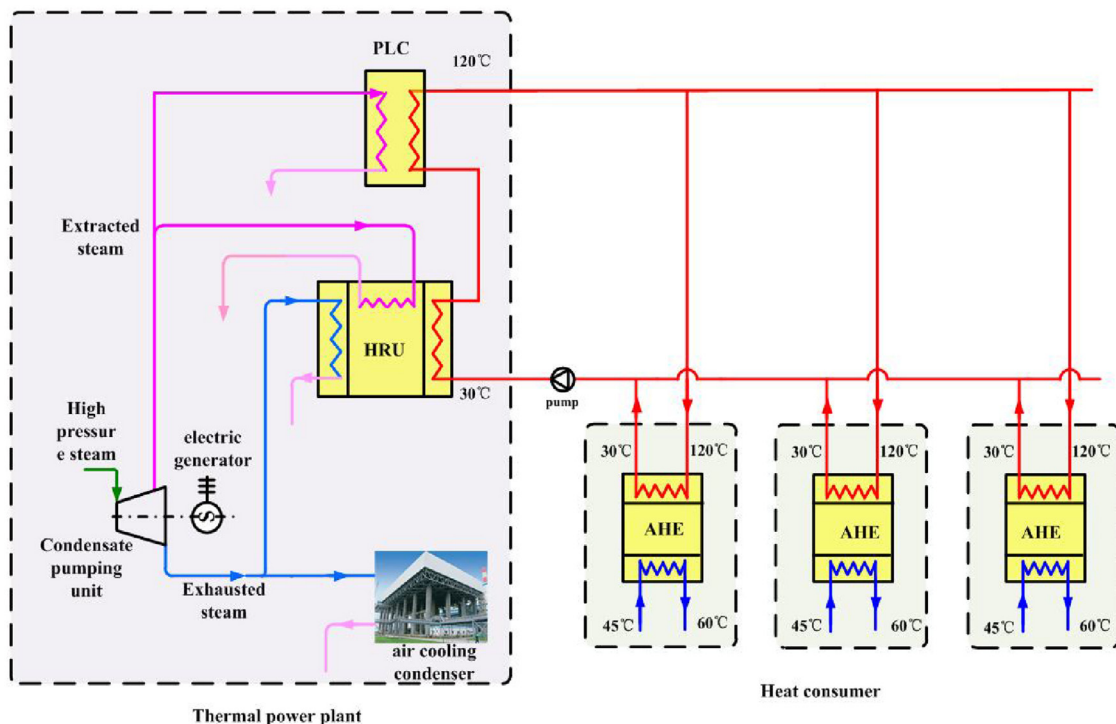 PLC
120℃
Extracted
steam
HRU
30℃
pump
High
pressur
e steam
electric
generator
S
Condensate
pumping
unit
Exhausted
steam
air cooling
condenser
30℃
120℃
AHE
45℃
60℃
30℃
120℃
AHE
45℃
60℃
30℃
120℃
AHE
45℃
60℃
Heat consumer
Thermal power plant